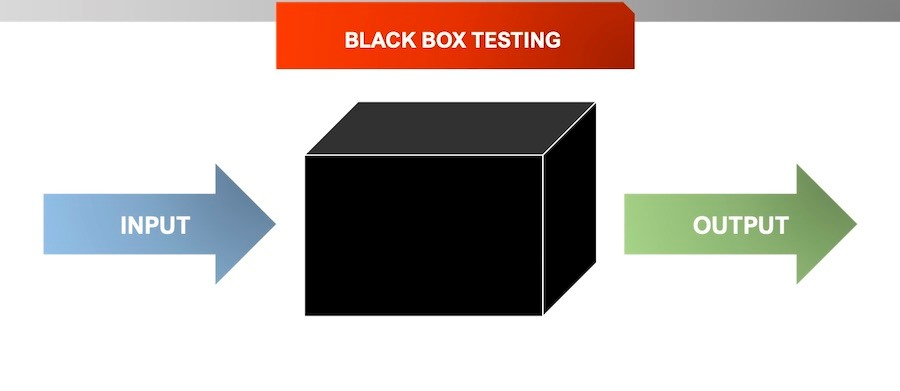 BLACK BOX TESTING
INPUT
OUTPUT